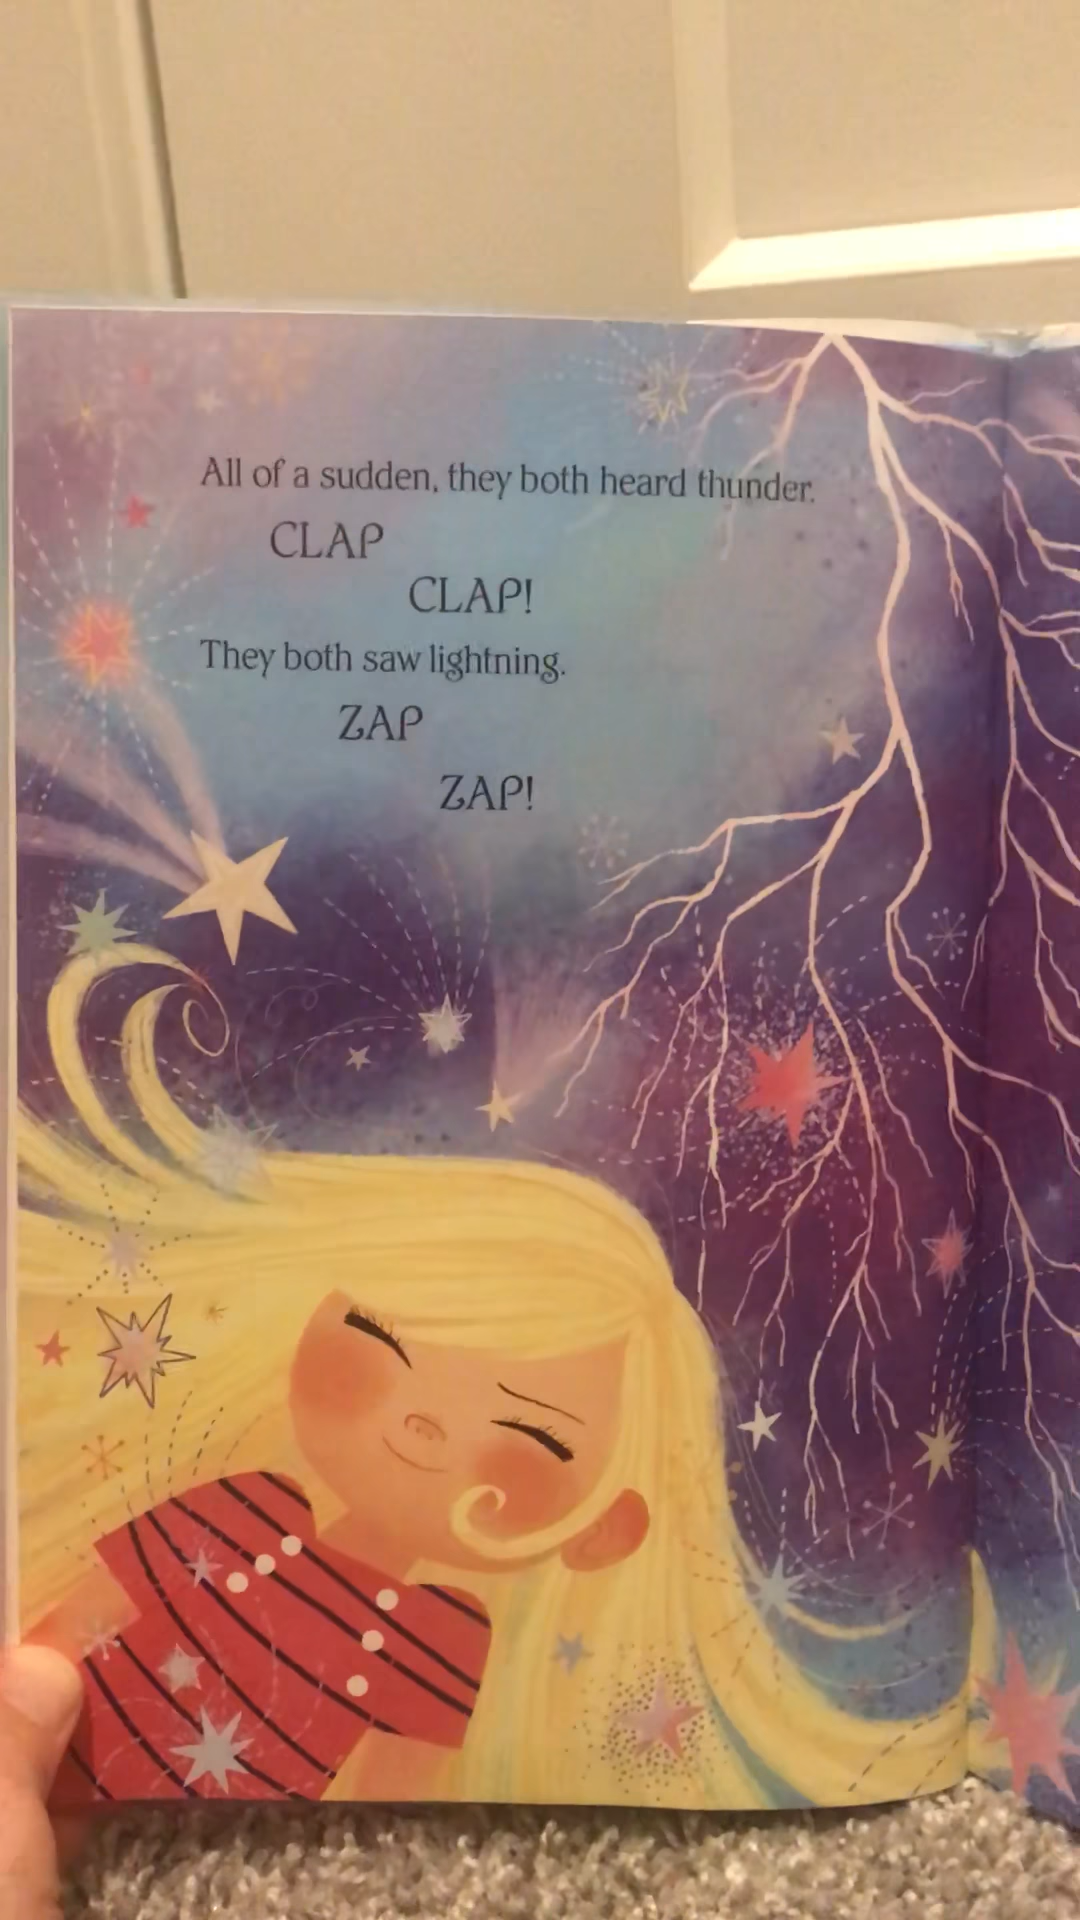 All of a sudden, they both heard thunder.
CLAP
CLAP!
They both saw lightning.
ZAP
ZAP!